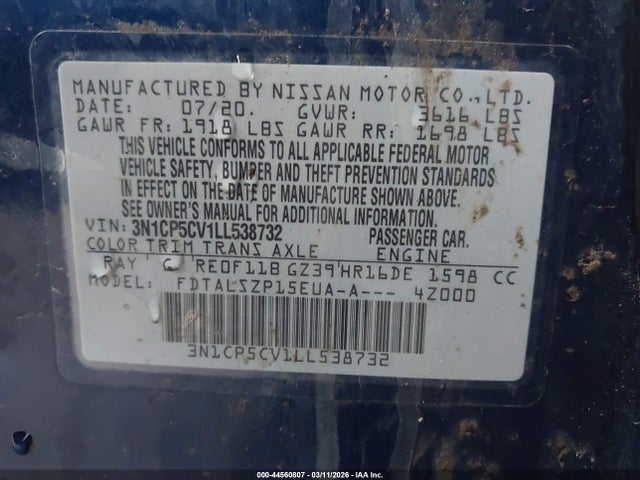 MANUFACTURED BY NISSAN MOTOR CO., LTD.
DATE: 07/20. GVWR: 3616 LBS
GAWR FR: 1918 LBS GAWR RR: 1698 LBS
THIS VEHICLE CONFORMS TO ALL APPLICABLE FEDERAL MOTOR
VEHICLE SAFETY, BUMPER AND THEFT PREVENTION STANDARDS
IN EFFECT ON THE DATE OF MANUFACTURE SHOWN ABOVE.
SEE OWNER'S MANUAL FOR ADDITIONAL INFORMATION.
VIN: 3N1CP5CV1LL538732 PASSENGER CAR.
COLOR TRIM TRANS AXLE ENGINE
RAY G RE0F11B GZ39 HR16DE 1598 CC
MODEL: FDTALSZP15EUA-A--- 4Z000
3N1CP5CV1LL538732
000-44560807 - 03/11/2026 - IAA Inc.